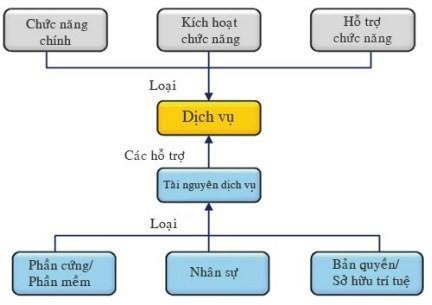 Chức năng
chính
Kích hoạt
chức năng
Hỗ trợ
chức năng
Loại
Dịch vụ
Các hỗ trợ
Tài nguyên dịch vụ
Loại
Phần cứng/
Phần mềm
Nhân sự
Bản quyền/
Sở hữu trí tuệ